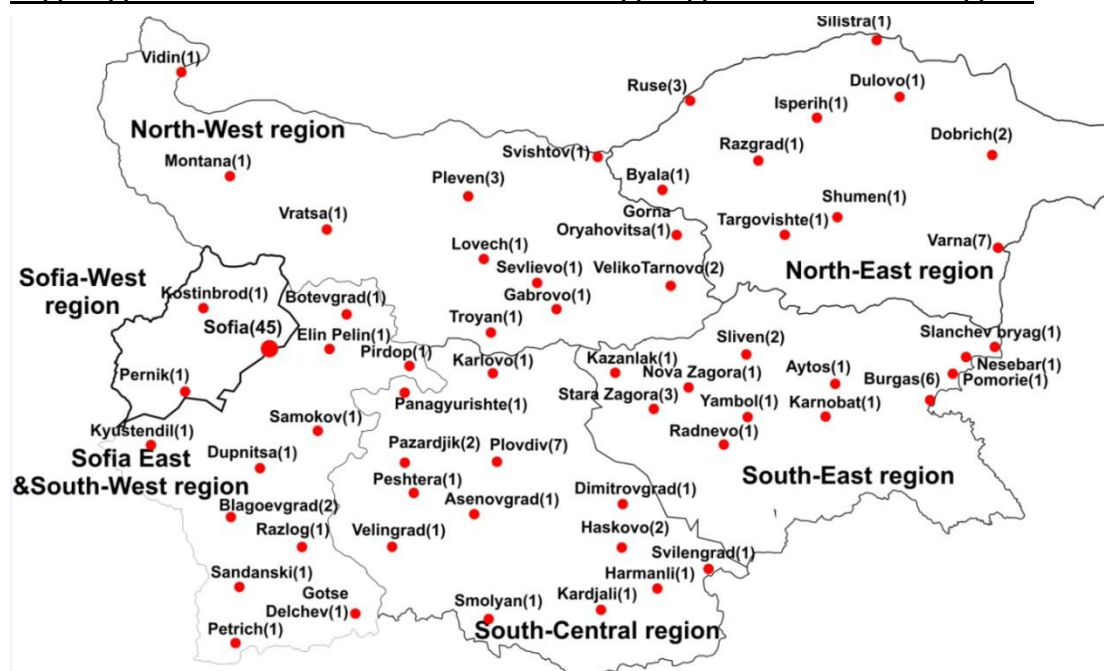 Silistra(1)
Vidin(1)
Ruse(3)
Dulovo(1)
Isperih(1)
North-West region
Dobrich(2)
Svishtov(1)
Razgrad(1)
Montana(1)
Pleven(3)
Byala(1)
Shumen(1)
Vratsa(1)
Gorna
Oryahovitsa(1)
Targovishte(1)
Varna(7)
Lovech(1)
Sevlievo(1)
VelikoTarnovo(2)
North-East region
Sofia-West
region
Kostinbrod(1)
Botevgrad(1)
Gabrovo(1)
Troyan(1)
Sofia(45)
Elin Pelin(1)
Pirdop(1)
Karlovo(1)
Kazanlak(1)
Sliven(2)
Slanchev bryag(1)
Nesebar(1)
Pernik(1)
Nova Zagora(1)
Aytos(1)
Burgas(6)
Pomorie(1)
Panagyurishte(1)
Stara Zagora(3)
Yambol(1)
Karnobat(1)
Samokov(1)
Kyustendil(1)
Radnevo(1)
Sofia East
&South-West region
Dupnitsa(1)
Pazardjik(2)
Plovdiv(7)
South-East region
Peshtera(1)
Asenovgrad(1)
Dimitrovgrad(1)
Blagoevgrad(2)
Razlog(1)
Velingrad(1)
Haskovo(2)
Svilengrad(1)
Sandanski(1)
Harmanli(1)
Gotse
Delchev(1)
Smolyan(1)
Kardjali(1)
Petrich(1)
South-Central region